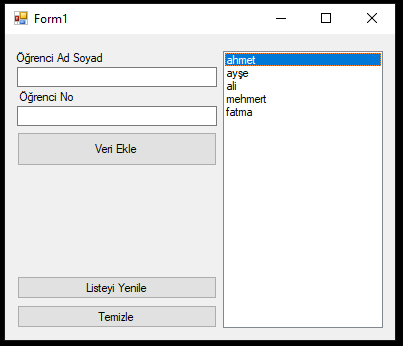 Form1
Öğrenci Ad Soyad
Öğrenci No
Veri Ekle
Listeyi Yenile
Temizle
ahmet
ayşe
ali
mehmert
fatma